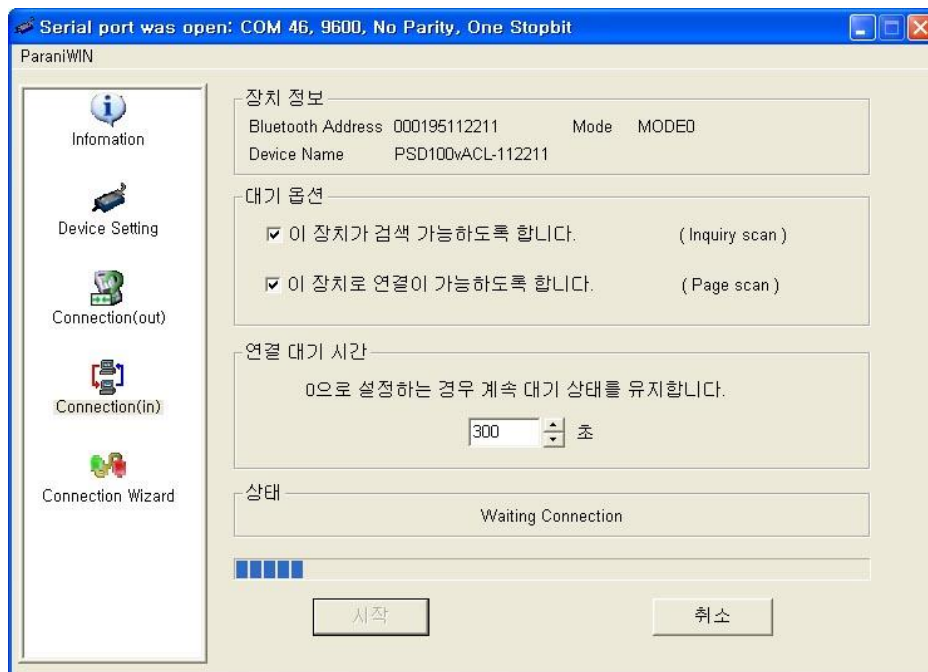 Serial port was open: COM 46, 9600, No Parity, One Stopbit
ParaniWIN
Infomation
Device Setting
Connection(out)
Connection(in)
Connection Wizard
장치 정보
Bluetooth Address 000195112211 Mode MODE0
Device Name PSD100vACL-112211
대기 옵션
이 장치가 검색 가능하도록 합니다. ( Inquiry scan )
이 장치로 연결이 가능하도록 합니다. ( Page scan )
연결 대기 시간
0으로 설정하는 경우 계속 대기 상태를 유지합니다.
300 초
상태
Waiting Connection
시작 취소